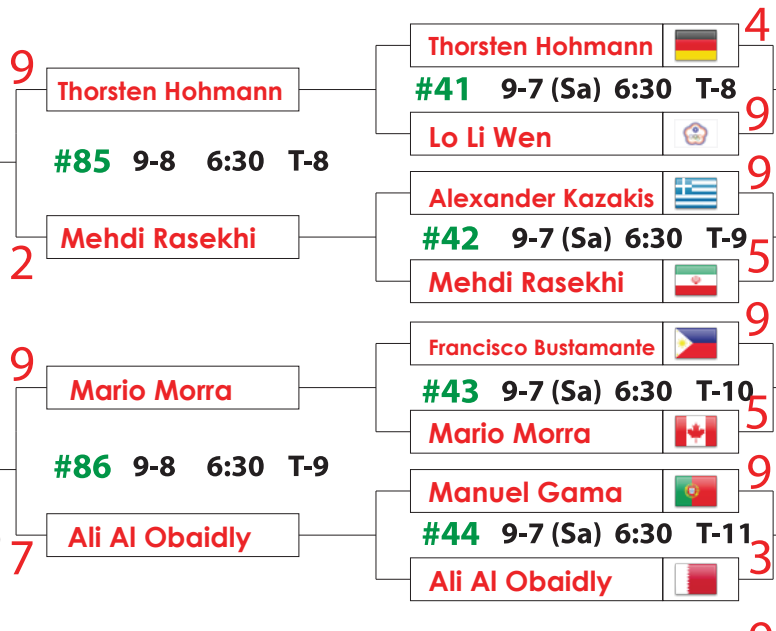 4
Thorsten Hohmann
9
#41 9-7 (Sa) 6:30 T-8
Thorsten Hohmann
9
Lo Li Wen
#85 9-8 6:30 T-8
9
Alexander Kazakis
Mehdi Rasekhi
#42 9-7 (Sa) 6:30 T-9
2
5
Mehdi Rasekhi
9
Francisco Bustamante
9
Mario Morra
#43 9-7 (Sa) 6:30 T-10
5
Mario Morra
#86 9-8 6:30 T-9
9
Manuel Gama
Ali Al Obaidly
#44 9-7 (Sa) 6:30 T-11
7
3
Ali Al Obaidly